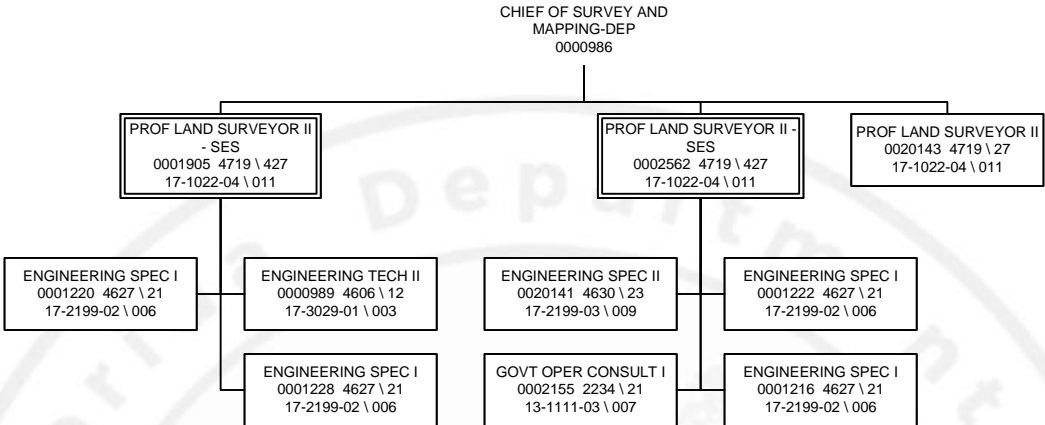 CHIEF OF SURVEY AND
MAPPING-DEP
0000986
PROF LAND SURVEYOR II
- SES
0001905 4719 \ 427
17-1022-04 \ 011
PROF LAND SURVEYOR II -
SES
0002562 4719 \ 427
17-1022-04 \ 011
PROF LAND SURVEYOR II
0020143 4719 \ 27
17-1022-04 \ 011
ENGINEERING SPEC I
0001220 4627 \ 21
17-2199-02 \ 006
ENGINEERING TECH II
0000989 4606 \ 12
17-3029-01 \ 003
ENGINEERING SPEC II
0020141 4630 \ 23
17-2199-03 \ 009
ENGINEERING SPEC I
0001222 4627 \ 21
17-2199-02 \ 006
ENGINEERING SPEC I
0001228 4627 \ 21
17-2199-02 \ 006
GOVT OPER CONSULT I
0002155 2234 \ 21
13-1111-03 \ 007
ENGINEERING SPEC I
0001216 4627 \ 21
17-2199-02 \ 006